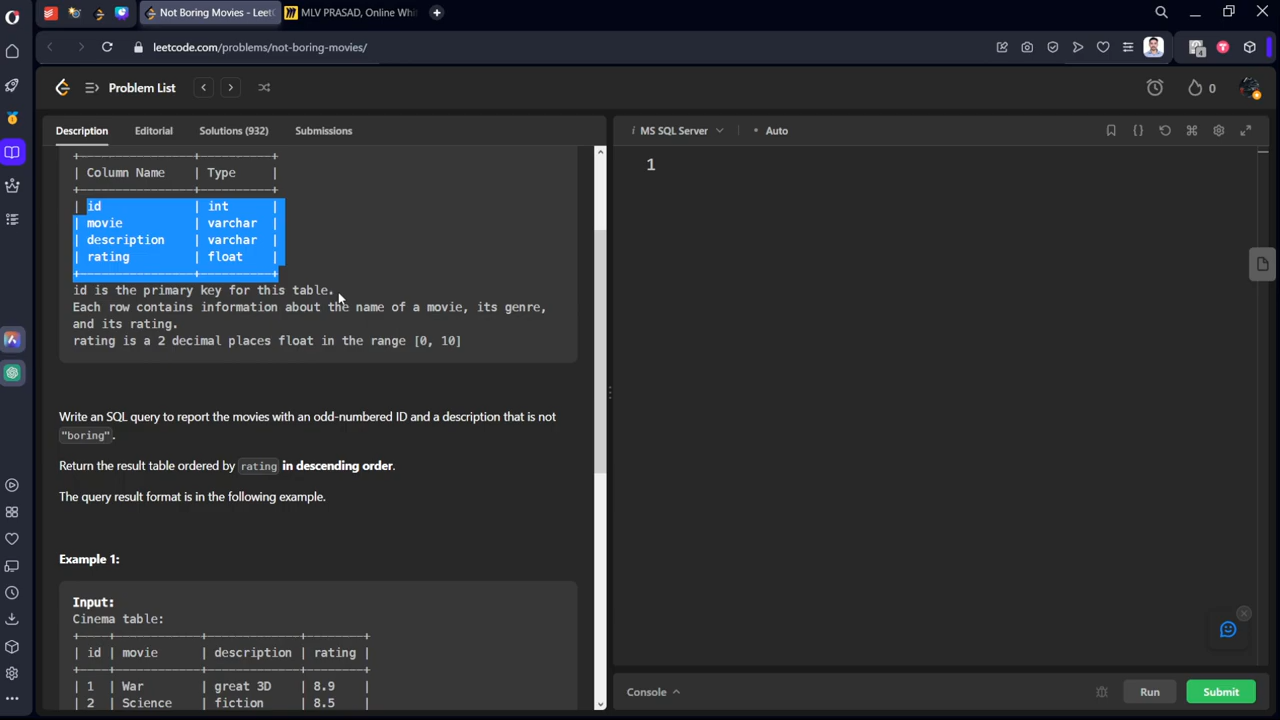 Not Boring Movies - LeetC
MLV PRASAD, Online Whit
leetcode.com/problems/not-boring-movies/
4
Problem List
0
Description
Editorial
Solutions (932)
Submissions
i MS SQL Server
• Auto
| Column Name | Type |
| id | int |
| movie | varchar |
| description | varchar |
| rating | float |
id is the primary key for this table.
Each row contains information about the name of a movie, its genre,
and its rating.
rating is a 2 decimal places float in the range [0, 10]
Write an SQL query to report the movies with an odd-numbered ID and a description that is not
"boring".
Return the result table ordered by rating in descending order.
The query result format is in the following example.
Example 1:
Input:
Cinema table:
| id | movie | description | rating |
| 1 | War | great 3D | 8.9 |
| 2 | Science | fiction | 8.5 |
1
Console
Run
Submit